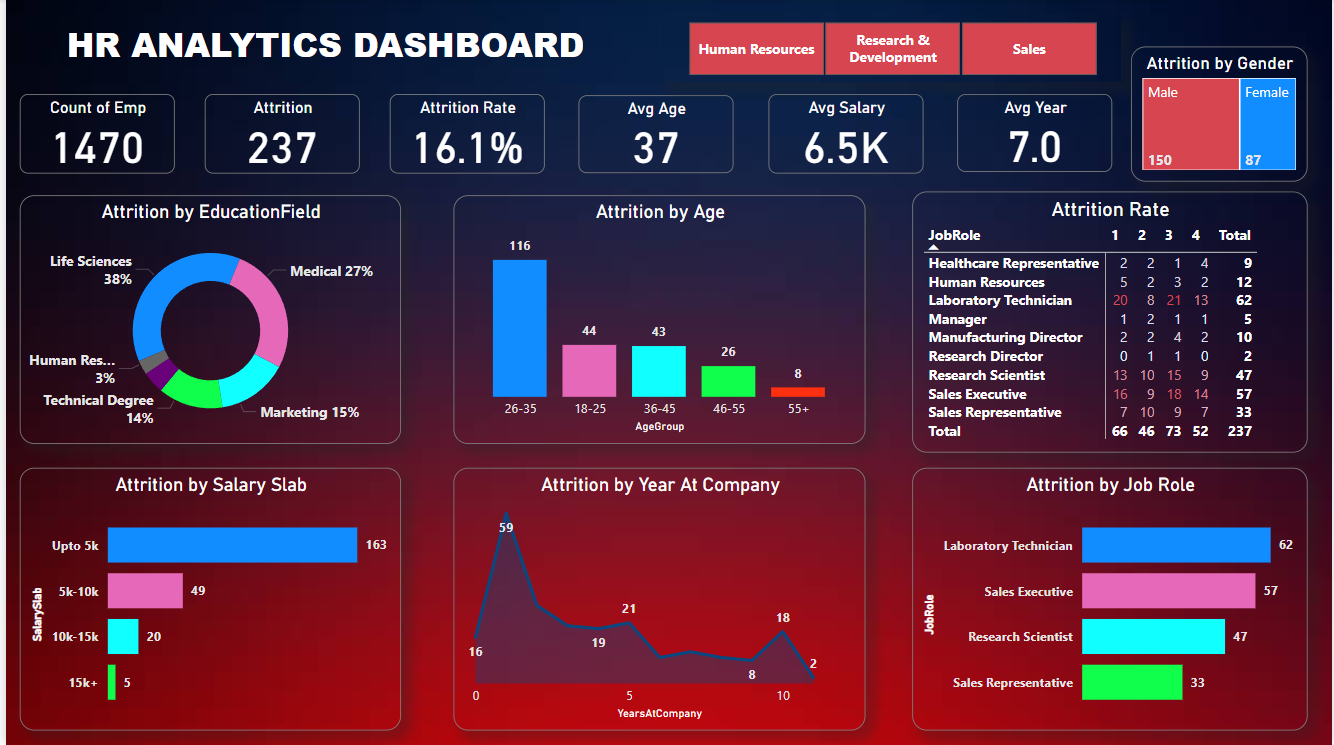 HR ANALYTICS DASHBOARD
Human Resources
Research &
Development
Sales
Count of Emp
1470
Attrition
237
Attrition Rate
16.1%
Avg Age
37
Avg Salary
6.5K
Avg Year
7.0
Attrition by Gender
Male
Female
150
87
Attrition by EducationField
Life Sciences
38%
Medical 27%
Human Res...
3%
Technical Degree
14%
Marketing 15%
Attrition by Age
116
44
43
26
8
26-35
18-25
36-45
46-55
55+
AgeGroup
Attrition Rate
JobRole 1 2 3 4 Total
Healthcare Representative 2 2 1 4 9
Human Resources 5 2 3 2 12
Laboratory Technician 20 8 21 13 62
Manager 1 2 1 1 5
Manufacturing Director 2 2 4 2 10
Research Director 0 1 1 0 2
Research Scientist 13 10 15 9 47
Sales Executive 16 9 18 14 57
Sales Representative 7 10 9 7 33
Total 66 46 73 52 237
Attrition by Salary Slab
SalarySlab
Upto 5k 163
5k-10k 49
10k-15k 20
15k+ 5
Attrition by Year At Company
59
16
19
21
8
18
2
0
5
10
YearsAtCompany
Attrition by Job Role
JobRole
Laboratory Technician 62
Sales Executive 57
Research Scientist 47
Sales Representative 33